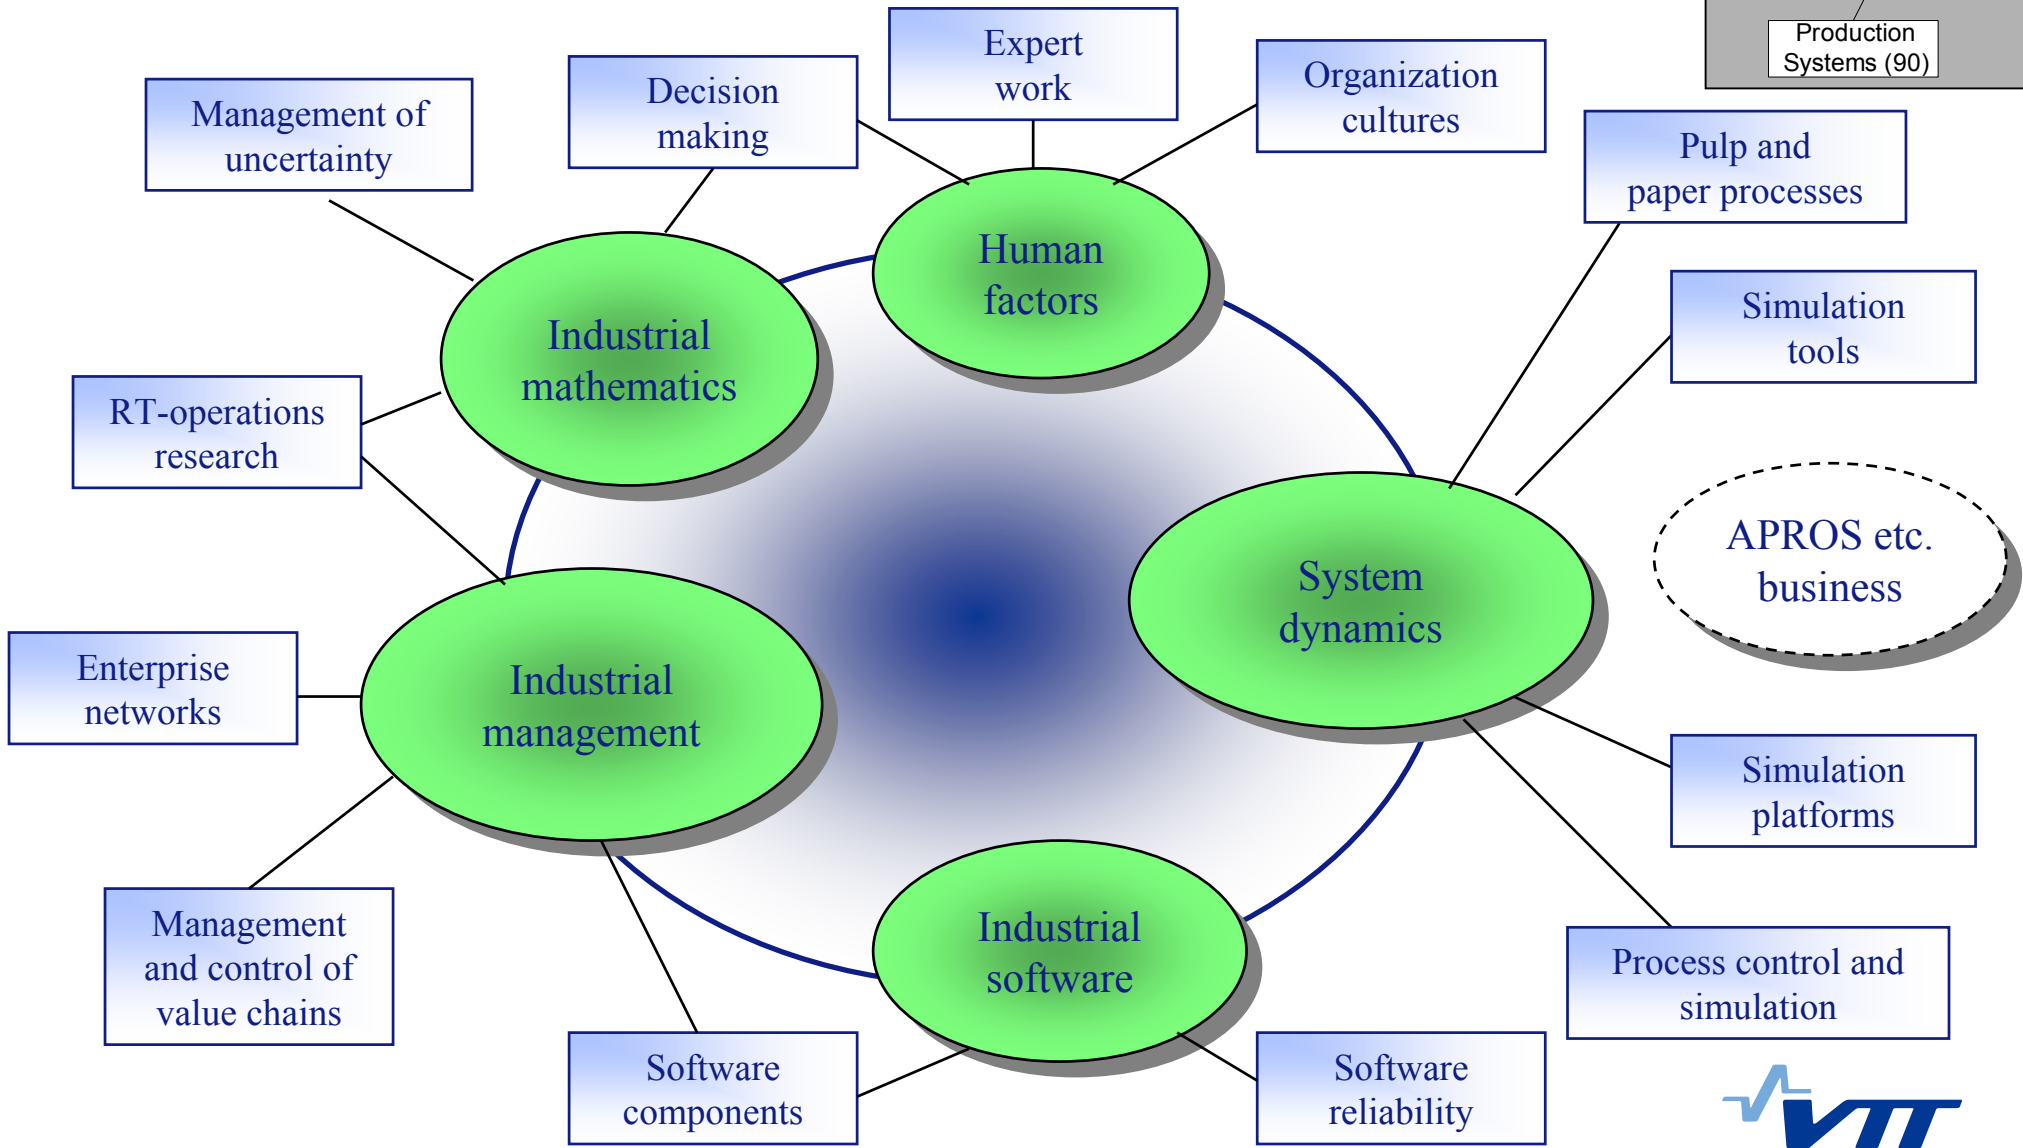 Production
Systems (90)
Expert
work
Decision
making
Organization
cultures
Management of
uncertainty
Pulp and
paper processes
Human
factors
Simulation
tools
Industrial
mathematics
RT-operations
research
APROS etc.
business
System
dynamics
Enterprise
networks
Industrial
management
Simulation
platforms
Management
and control of
value chains
Industrial
software
Process control and
simulation
Software
components
Software
reliability
VTT